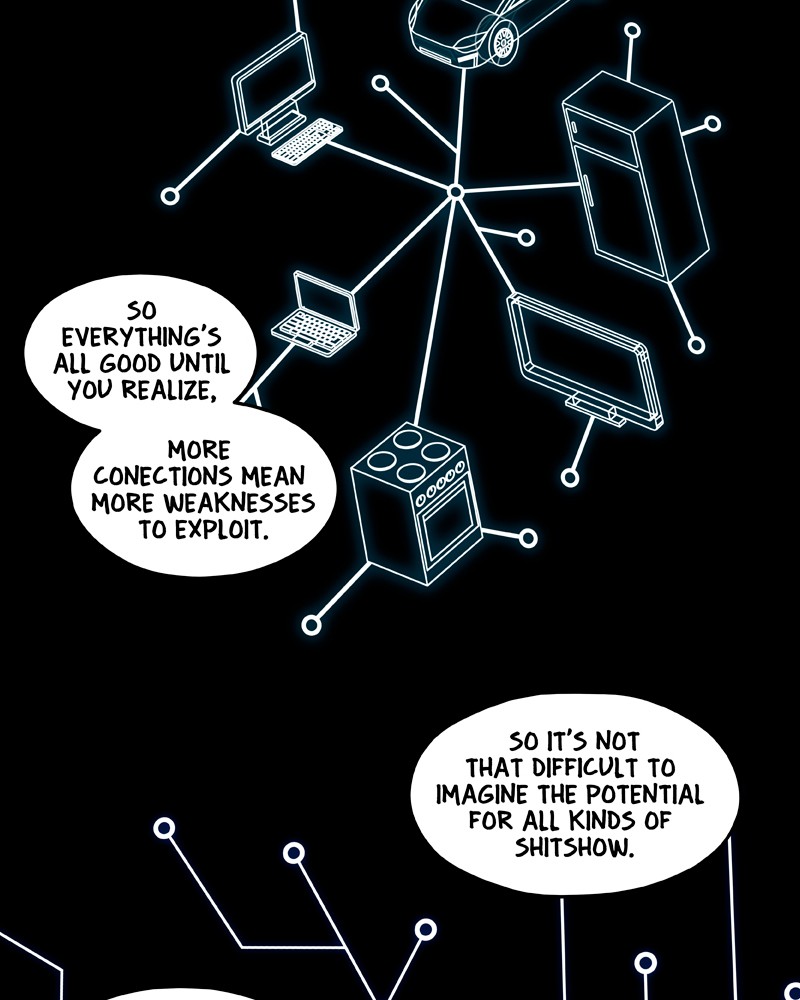 SO
EVERYTHING'S
ALL GOOD UNTIL
YOU REALIZE,
MORE
CONECTIONS MEAN
MORE WEAKNESSES
TO EXPLOIT.
SO IT'S NOT
THAT DIFFICULT TO
IMAGINE THE POTENTIAL
FOR ALL KINDS OF
SHITSHOW.